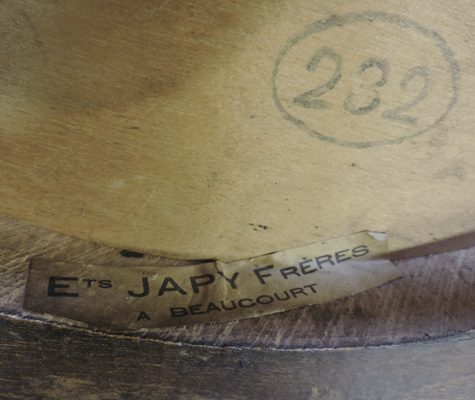 232
ETS JAPY FRÈRES
A BEAUCOURT